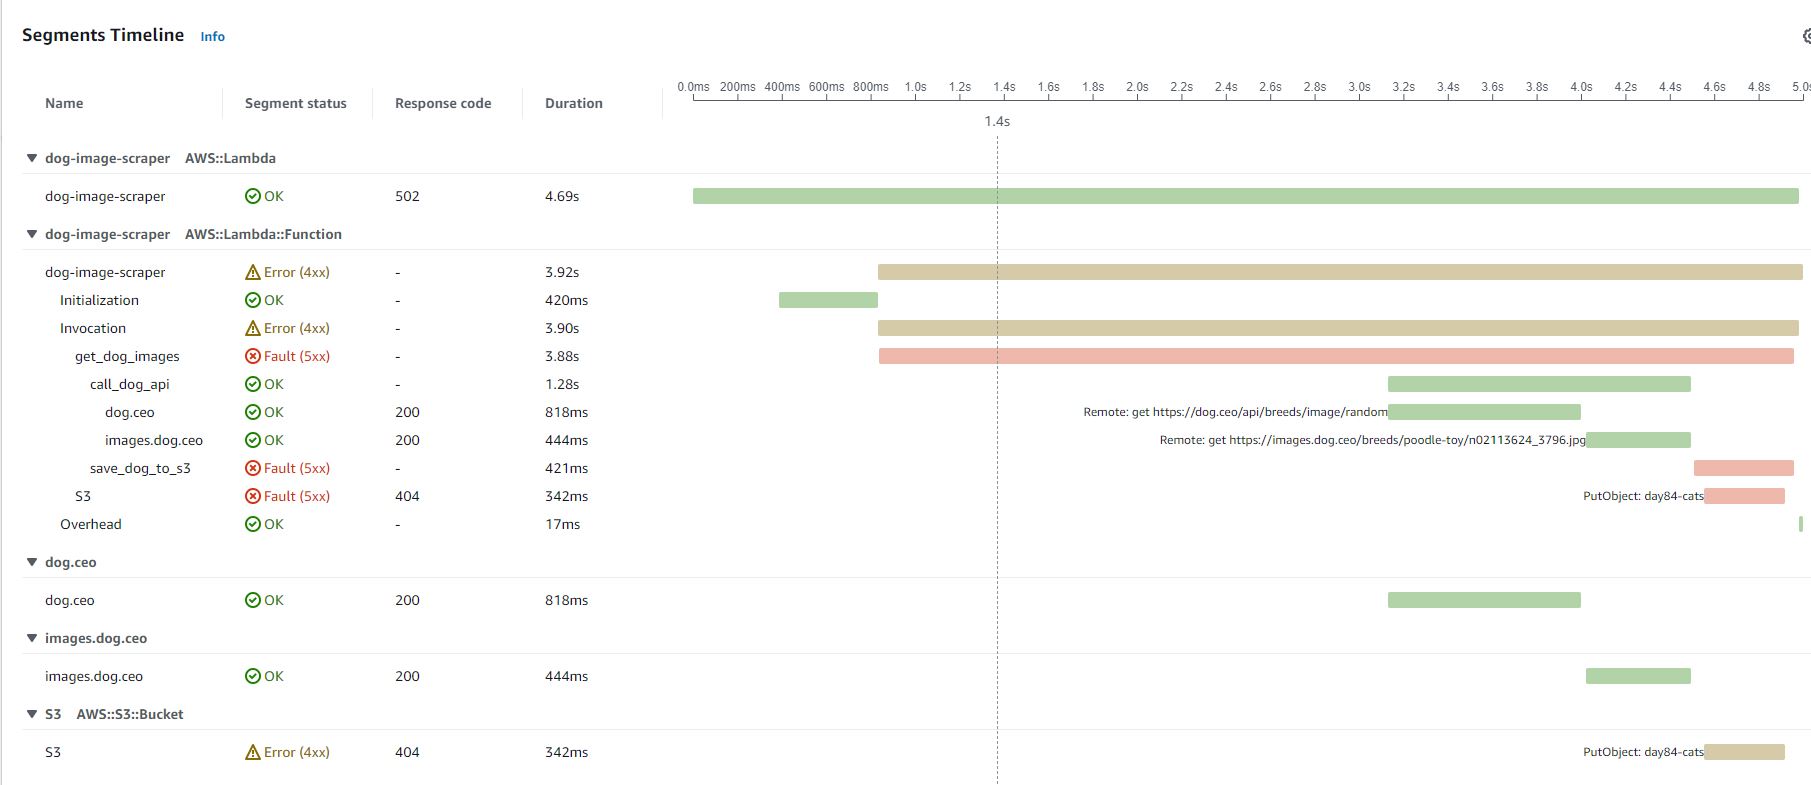 Segments Timeline Info
Name Segment status Response code Duration 0.0ms 200ms 400ms 600ms 800ms 1.0s 1.2s 1.4s 1.6s 1.8s 2.0s 2.2s 2.4s 2.6s 2.8s 3.0s 3.2s 3.4s 3.6s 3.8s 4.0s 4.2s 4.4s 4.6s 4.8s 5.0s
1.4s
dog-image-scraper AWS::Lambda
dog-image-scraper OK 502 4.69s
dog-image-scraper AWS::Lambda::Function
dog-image-scraper Error (4xx) - 3.92s
Initialization OK - 420ms
Invocation Error (4xx) - 3.90s
get_dog_images Fault (5xx) - 3.88s
call_dog_api OK - 1.28s
dog.ceo OK 200 818ms Remote: get https://dog.ceo/api/breeds/image/random
images.dog.ceo OK 200 444ms Remote: get https://images.dog.ceo/breeds/poodle-toy/n02113624_3796.jpg
save_dog_to_s3 Fault (5xx) - 421ms
S3 Fault (5xx) 404 342ms PutObject: day84-cats
Overhead OK - 17ms
dog.ceo
dog.ceo OK 200 818ms
images.dog.ceo
images.dog.ceo OK 200 444ms
S3 AWS::S3::Bucket
S3 Error (4xx) 404 342ms PutObject: day84-cats